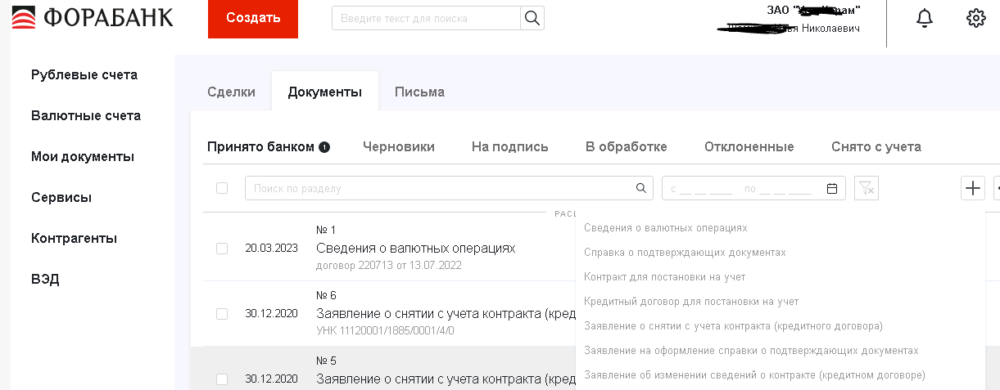 ФОРАБАНК
Создать
Введите текст для поиска
ЗАО "
Николаевич
Рублевые счета
Валютные счета
Мои документы
Сервисы
Контрагенты
ВЭД
Сделки Документы Письма
Принято банком 1 Черновики На подпись В обработке Отклоненные Снято с учета
Поиск по разделу
с __ __ ____ по __ __ ____
№ 1
20.03.2023 Сведения о валютных операциях
договор 220713 от 13.07.2022
№ 6
30.12.2020 Заявление о снятии с учета контракта (кред
УНК 11120001/1885/0001/4/0
№ 5
30.12.2020 Заявление о снятии с учета контракта (кред
Сведения о валютных операциях
Справка о подтверждающих документах
Контракт для постановки на учет
Кредитный договор для постановки на учет
Заявление о снятии с учета контракта (кредитного договора)
Заявление на оформление справки о подтверждающих документах
Заявление об изменении сведений о контракте (кредитном договоре)